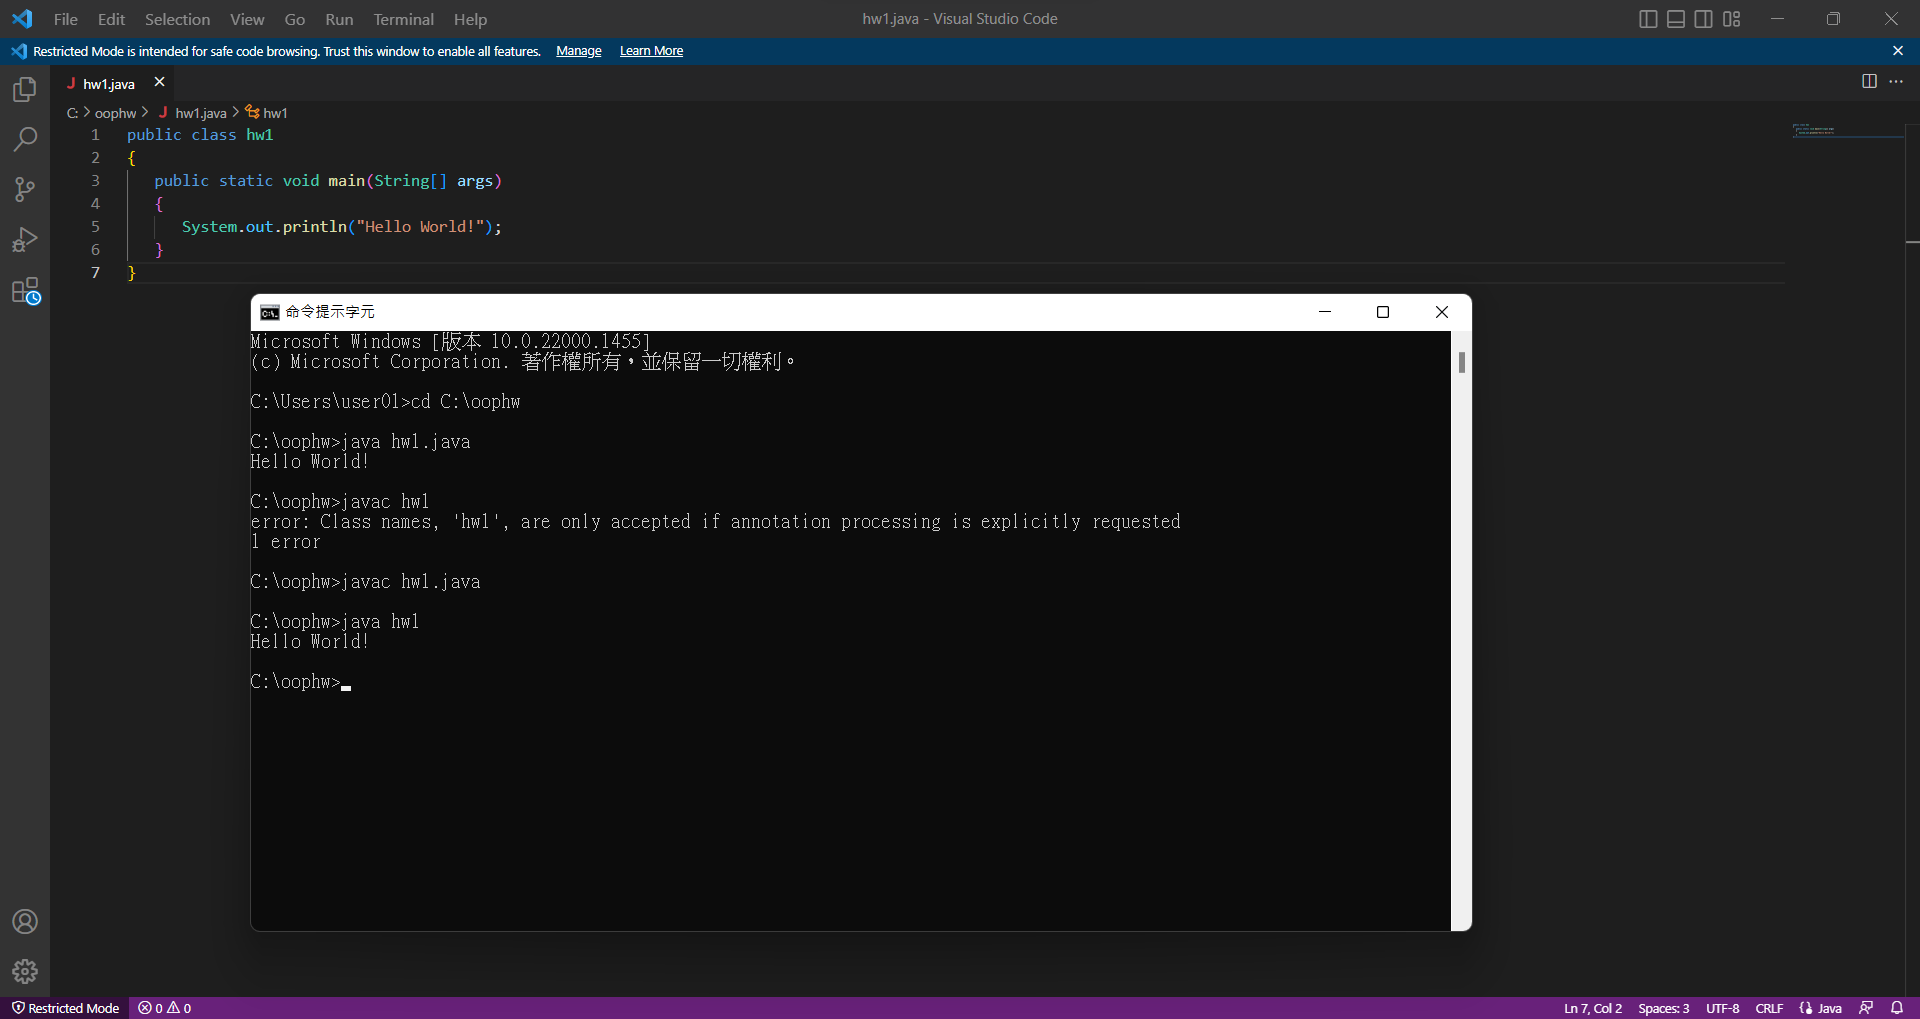 File Edit Selection View Go Run Terminal Help hw1.java - Visual Studio Code
Restricted Mode is intended for safe code browsing. Trust this window to enable all features. Manage Learn More
hw1.java
C: > oophw > hw1.java > hw1
1 public class hw1
2 {
3 public static void main(String[] args)
4 {
5 System.out.println("Hello World!");
6 }
7 }
命令提示字元
Microsoft Windows [版本 10.0.22000.1455]
(c) Microsoft Corporation. 著作權所有，並保留一切權利。
C:\Users\user01>cd C:\oophw
C:\oophw>java hw1.java
Hello World!
C:\oophw>javac hw1
error: Class names, 'hw1', are only accepted if annotation processing is explicitly requested
1 error
C:\oophw>javac hw1.java
C:\oophw>java hw1
Hello World!
C:\oophw>
Restricted Mode 0 0 Ln 7, Col 2 Spaces: 3 UTF-8 CRLF Java